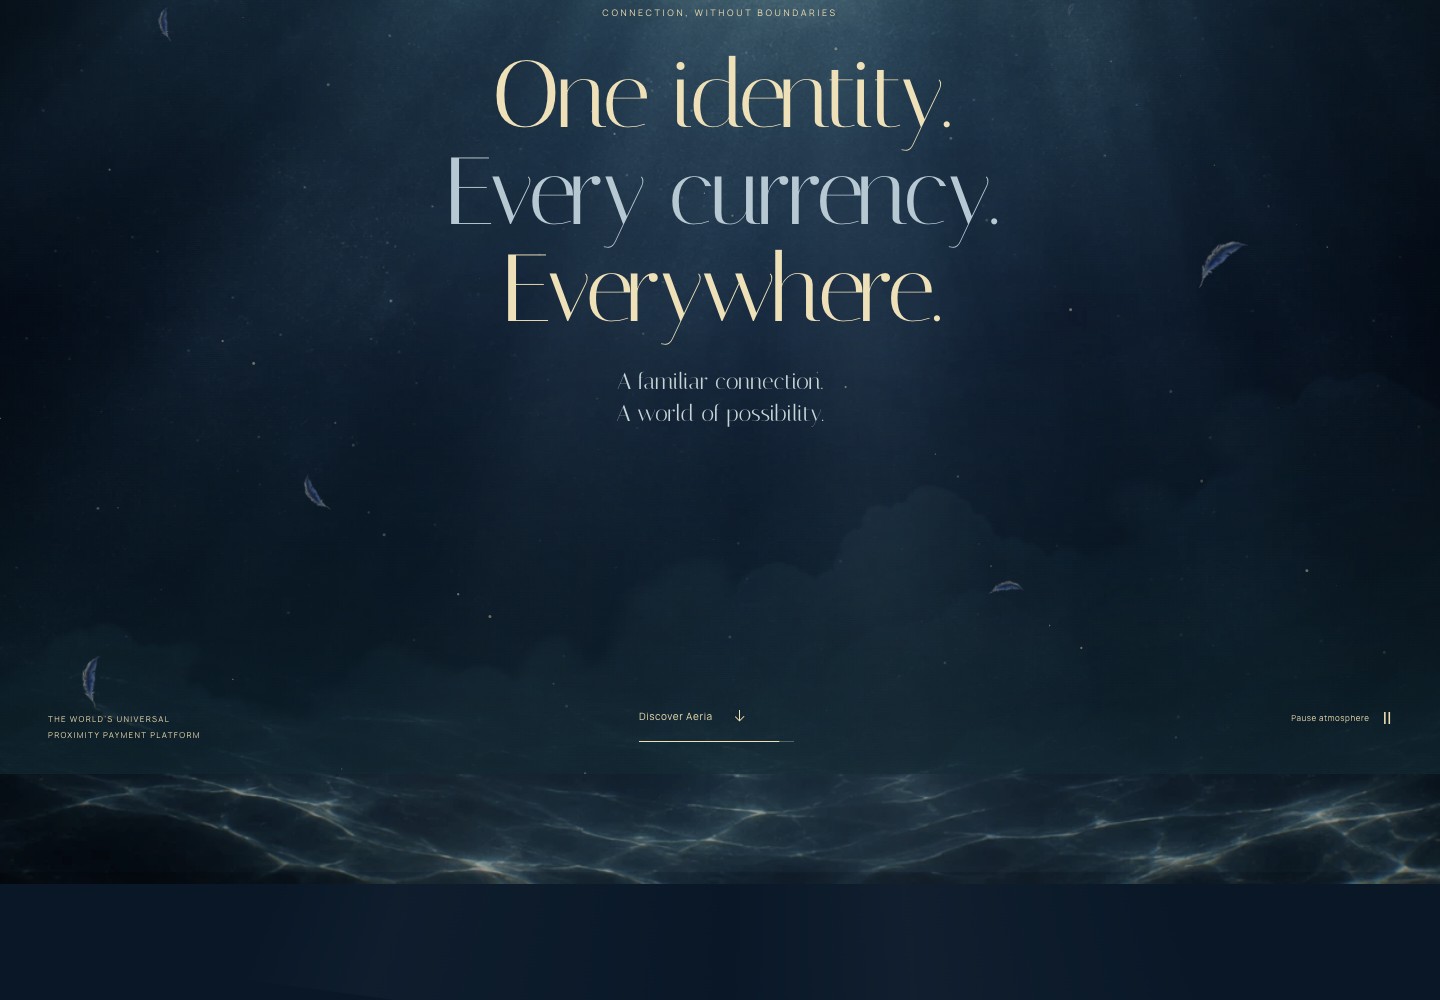 CONNECTION, WITHOUT BOUNDARIES
One identity.
Every currency.
Everywhere.
A familiar connection.
A world of possibility.
THE WORLD'S UNIVERSAL
PROXIMITY PAYMENT PLATFORM
Discover Aeria
Pause atmosphere